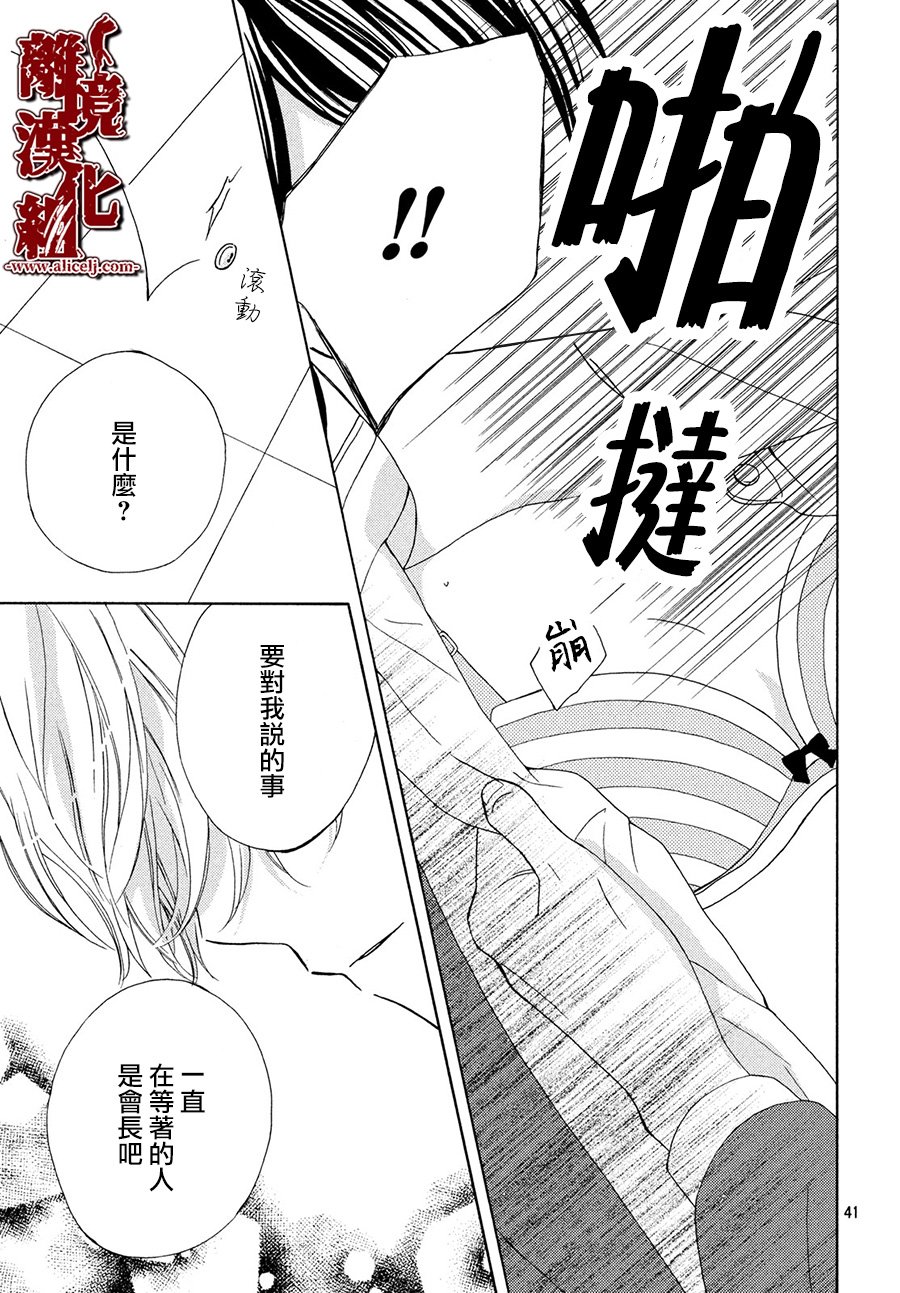 啪
撻
!!
崩
滾動
是什麼?
要對我説的事
一直
在等著的人
是會長吧
離境漢化組
-www.alicelj.com-
41